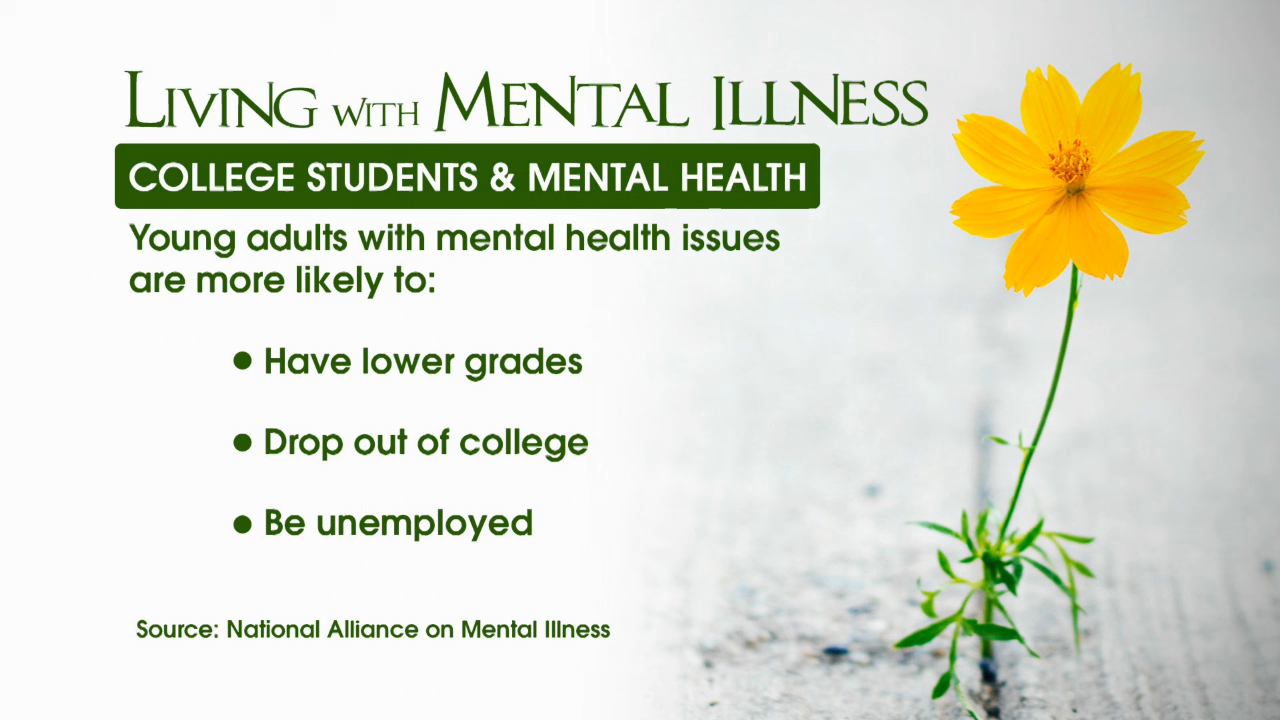 LIVING WITH MENTAL ILLNESS
COLLEGE STUDENTS & MENTAL HEALTH
Young adults with mental health issues
are more likely to:
● Have lower grades
● Drop out of college
● Be unemployed
Source: National Alliance on Mental Illness